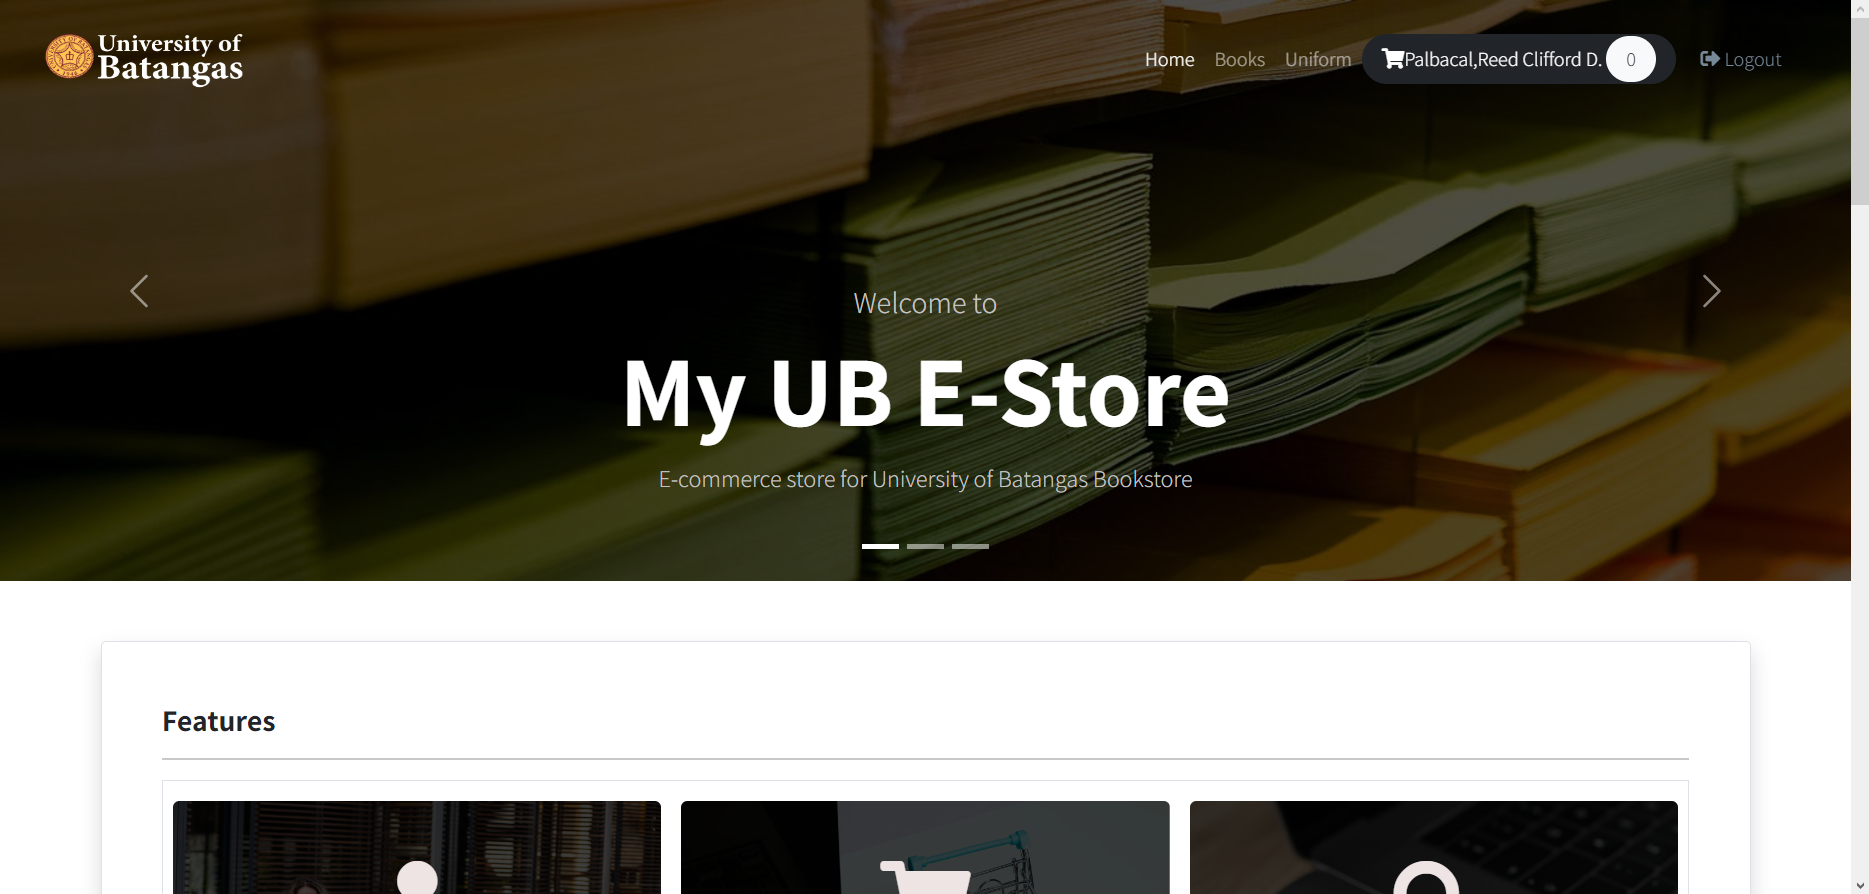 University of
Batangas
Home Books Uniform Palbacal,Reed Clifford D. 0 Logout
Welcome to
My UB E-Store
E-commerce store for University of Batangas Bookstore
Features